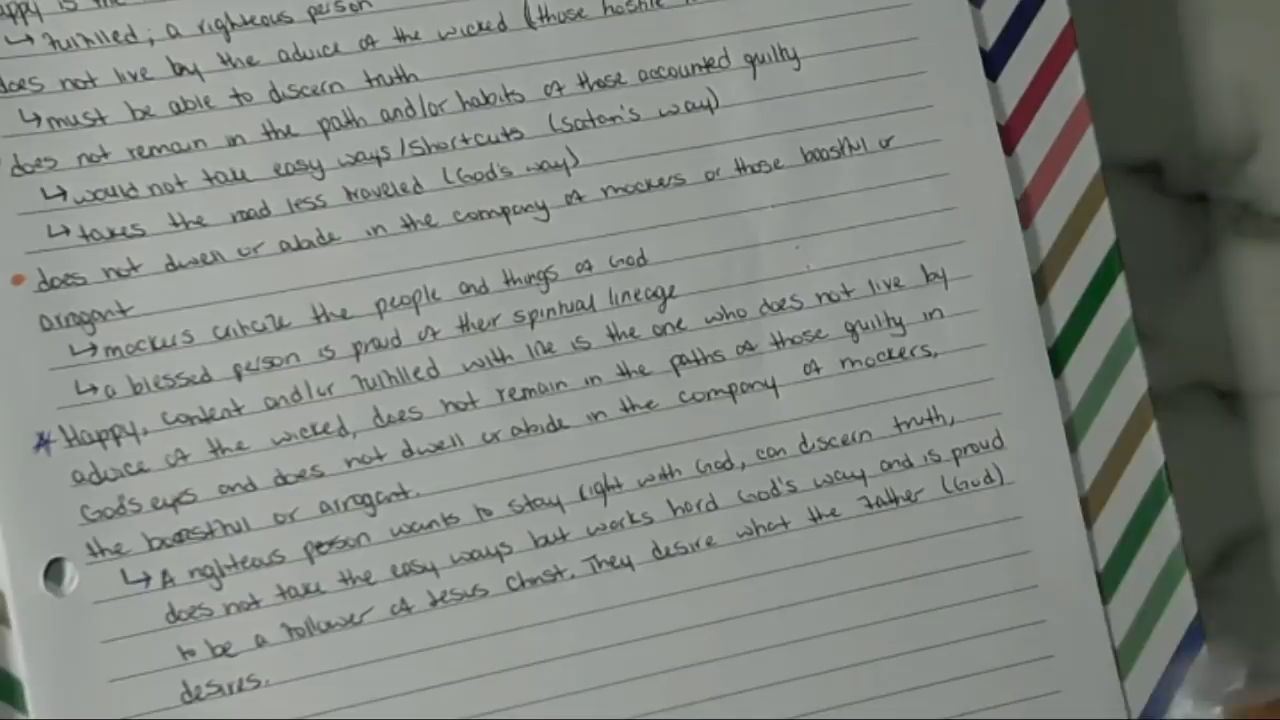 appy is the
↳ fulfilled; a righteous person
does not live by the advice of the wicked (those hostile
↳ must be able to discern truth
does not remain in the path and/or habits of those accounted guilty
↳ would not take easy ways/shortcuts (Satan's way)
↳ takes the road less traveled (God's way)
• does not dwell or abide in the company of mockers or those boastful or
arrogant
↳ mockers criticize the people and things of God
↳ a blessed person is proud of their spiritual lineage
* Happy, content and/or fulfilled with life is the one who does not live by
advice of the wicked, does not remain in the paths of those guilty in
God's eyes and does not dwell or abide in the company of mockers,
the boastful or arrogant.
↳ A righteous person wants to stay right with God, can discern truth,
does not take the easy ways but works hard God's way and is proud
to be a follower of Jesus Christ. They desire what the Father (God)
desires.